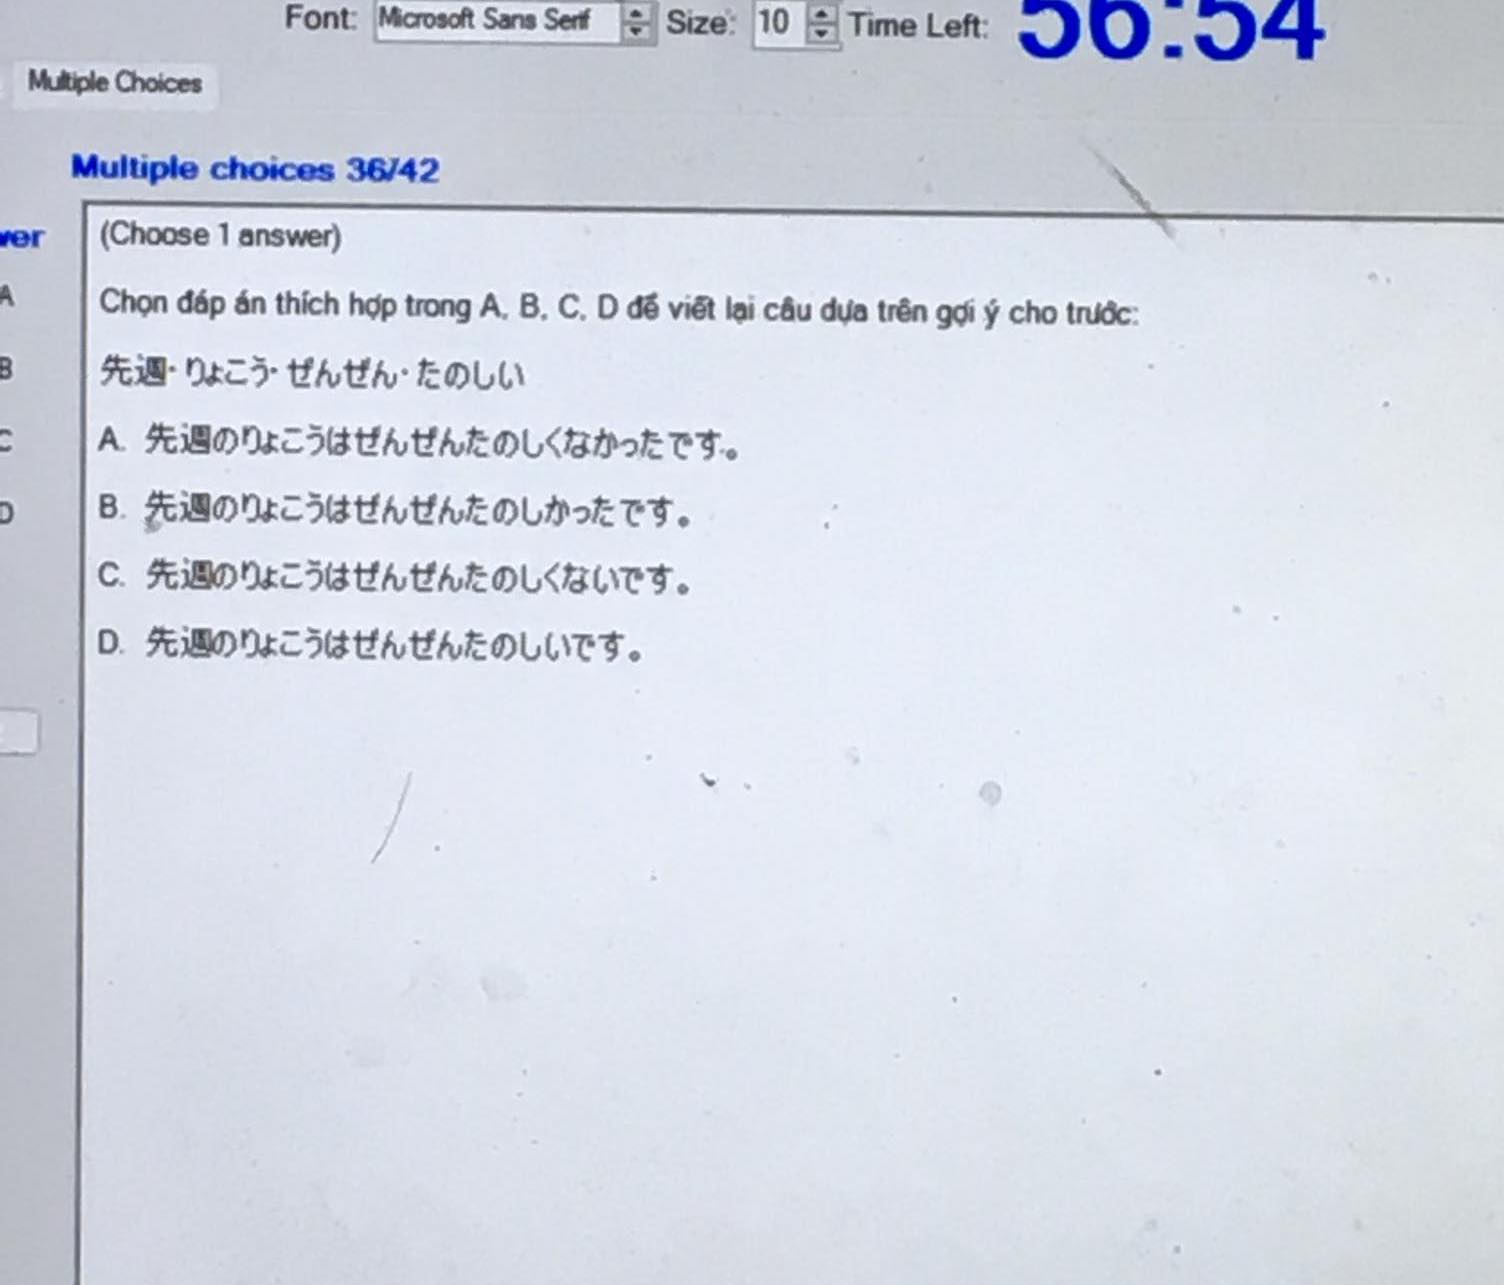 Font: Microsoft Sans Serif Size: 10 Time Left: 56:54
Multiple Choices
Multiple choices 36/42
wer
(Choose 1 answer)
A
Chọn đáp án thích hợp trong A, B, C, D để viết lại câu dựa trên gợi ý cho trước:
B
先週・りょこう・ぜんぜん・たのしい
C
A. 先週のりょこうはぜんぜんたのしくなかったです。
D
B. 先週のりょこうはぜんぜんたのしかったです。
C. 先週のりょこうはぜんぜんたのしくないです。
D. 先週のりょこうはぜんぜんたのしいです。